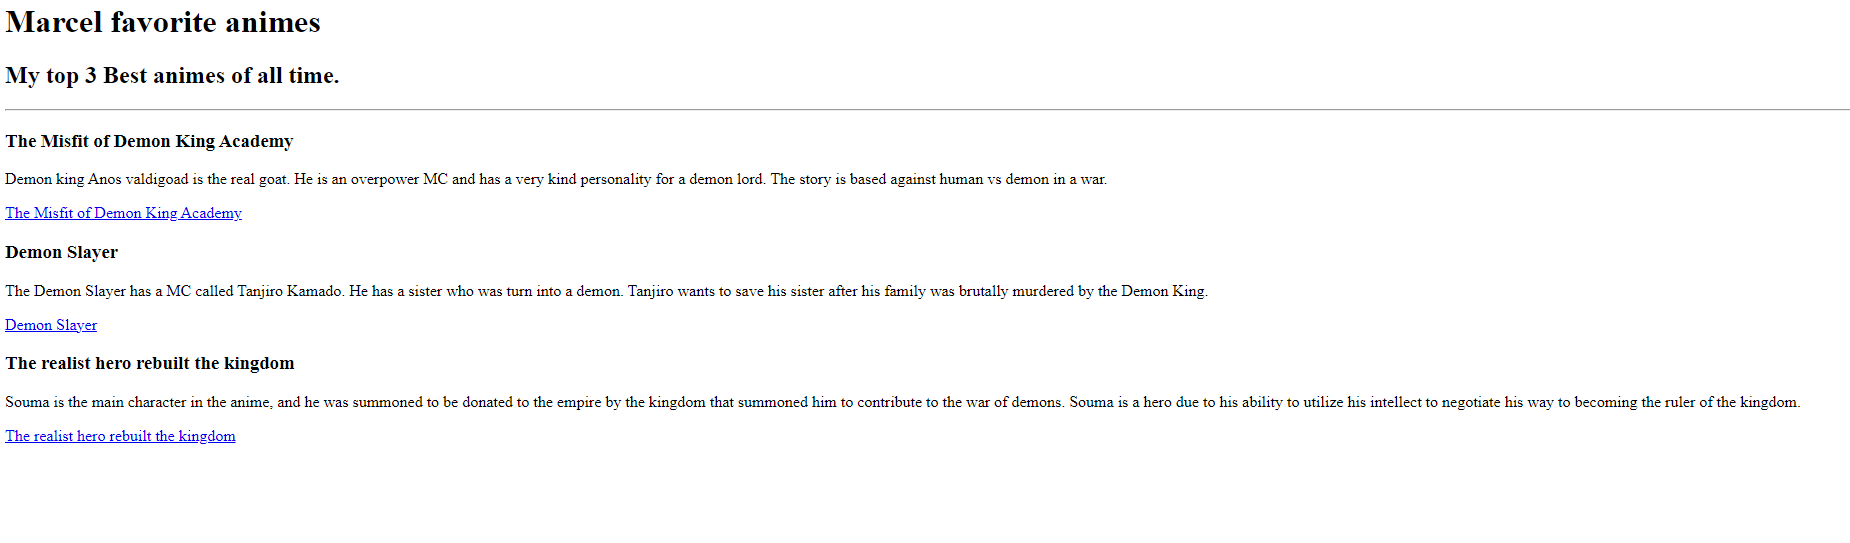 Marcel favorite animes
My top 3 Best animes of all time.
The Misfit of Demon King Academy
Demon king Anos valdigoad is the real goat. He is an overpower MC and has a very kind personality for a demon lord. The story is based against human vs demon in a war.
The Misfit of Demon King Academy
Demon Slayer
The Demon Slayer has a MC called Tanjiro Kamado. He has a sister who was turn into a demon. Tanjiro wants to save his sister after his family was brutally murdered by the Demon King.
Demon Slayer
The realist hero rebuilt the kingdom
Souma is the main character in the anime, and he was summoned to be donated to the empire by the kingdom that summoned him to contribute to the war of demons. Souma is a hero due to his ability to utilize his intellect to negotiate his way to becoming the ruler of the kingdom.
The realist hero rebuilt the kingdom